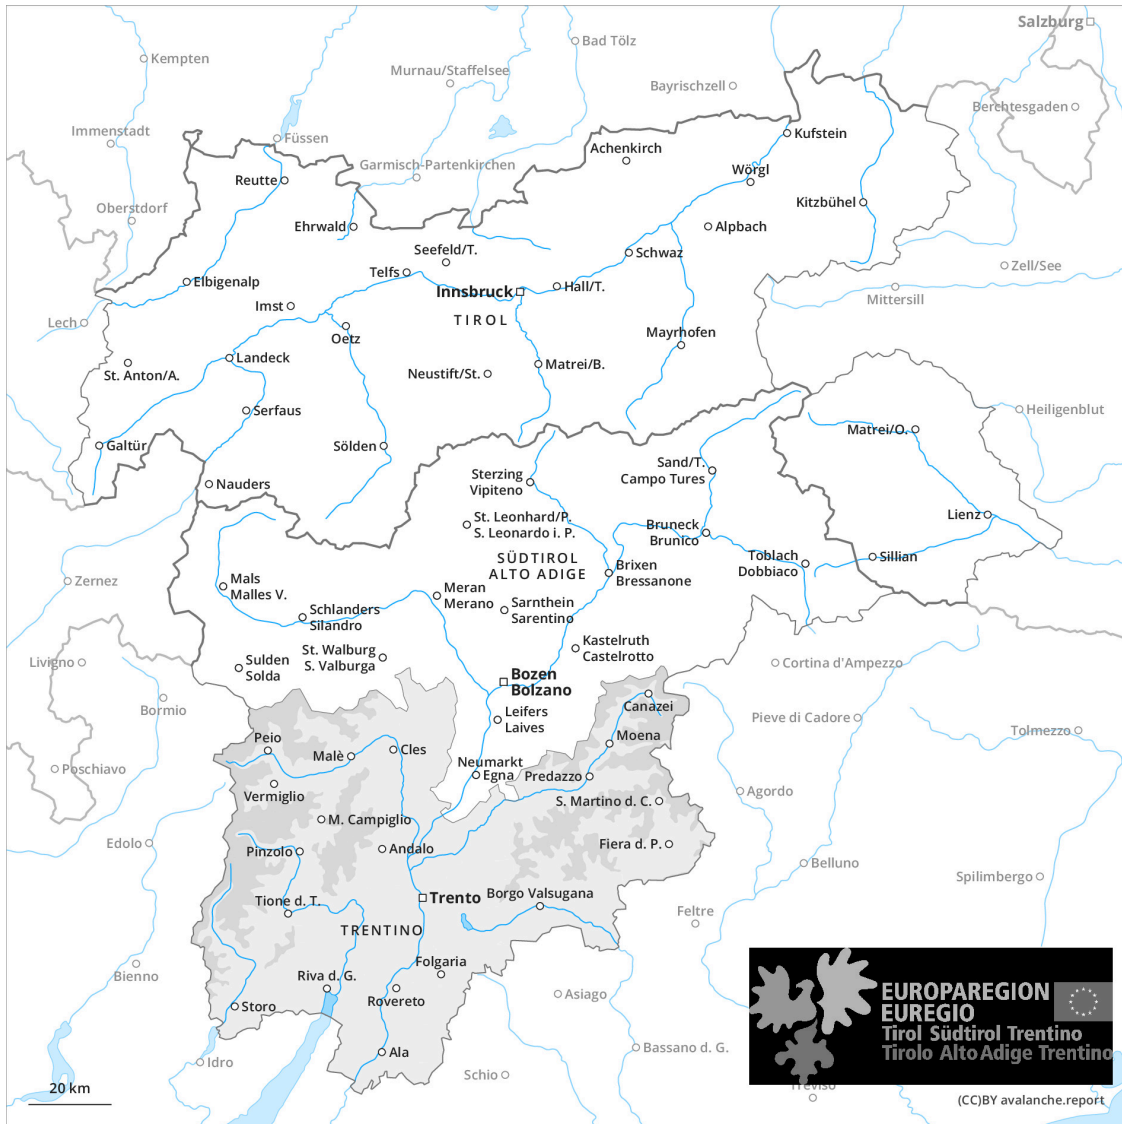 Salzburg
Bad Tölz
Kempten
Murnau/Staffelsee
Bayrischzell
Berchtesgaden
Immenstadt
Füssen
Kufstein
Achenkirch
Garmisch-Partenkirchen
Wörgl
Reutte
Kitzbühel
Oberstdorf
Ehrwald
Alpbach
Seefeld/T.
Schwaz
Zell/See
Telfs
Elbigenalp
Hall/T.
Innsbruck
Mittersill
Imst
TIROL
Lech
Oetz
Mayrhofen
Landeck
Matrei/B.
St. Anton/A.
Neustift/St.
Serfaus
Heiligenblut
Matrei/O.
Galtür
Sölden
Sand/T.
Campo Tures
Sterzing
Vipiteno
Nauders
St. Leonhard/P.
S. Leonardo i. P.
Lienz
Bruneck
Brunico
SÜDTIROL
ALTO ADIGE
Toblach
Dobbiaco
Sillian
Brixen
Bressanone
Zernez
Mals
Malles V.
Meran
Merano
Sarnthein
Sarentino
Schlanders
Silandro
Kastelruth
Castelrotto
St. Walburg
S. Valburga
Livigno
Sulden
Solda
Cortina d'Ampezzo
Bozen
Bolzano
Canazei
Bormio
Leifers
Laives
Pieve di Cadore
Tolmezzo
Peio
Moena
Malè
Cles
Neumarkt
Egna
Predazzo
Poschiavo
Vermiglio
S. Martino d. C.
Agordo
M. Campiglio
Edolo
Pinzolo
Andalo
Fiera d. P.
Belluno
Spilimbergo
Trento
Borgo Valsugana
Tione d. T.
Feltre
TRENTINO
Folgaria
Bienno
Riva d. G.
Rovereto
Asiago
Storo
EUROPAREGION
EUREGIO
Tirol Südtirol Trentino
Tirolo Alto Adige Trentino
Ala
Bassano d. G.
Idro
Schio
Treviso
20 km
(CC)BY avalanche.report